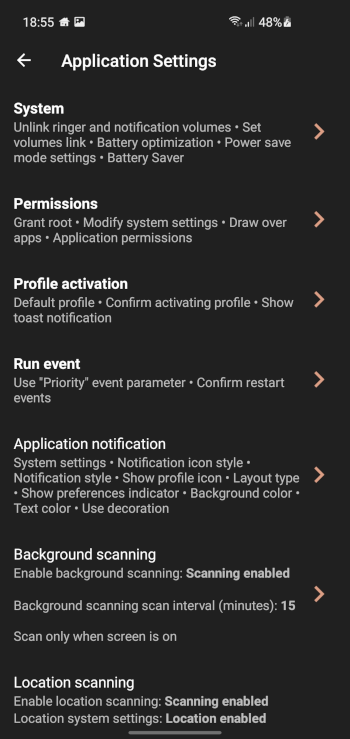 18:55 48%
Application Settings
System
Unlink ringer and notification volumes • Set
volumes link • Battery optimization • Power save
mode settings • Battery Saver
Permissions
Grant root • Modify system settings • Draw over
apps • Application permissions
Profile activation
Default profile • Confirm activating profile • Show
toast notification
Run event
Use "Priority" event parameter • Confirm restart
events
Application notification
System settings • Notification icon style •
Notification style • Show profile icon • Layout type
• Show preferences indicator • Background color •
Text color • Use decoration
Background scanning
Enable background scanning: Scanning enabled
Background scanning scan interval (minutes): 15
Scan only when screen is on
Location scanning
Enable location scanning: Scanning enabled
Location system settings: Location enabled